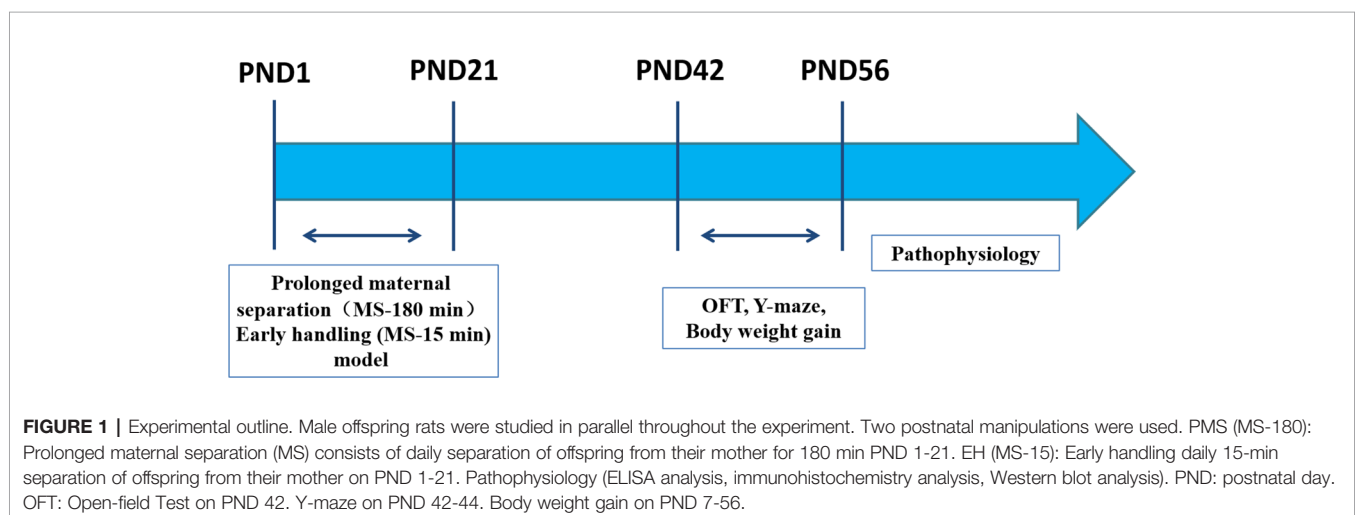 PND1 PND21 PND42 PND56
Prolonged maternal
separation（MS-180 min）
Early handling (MS-15 min)
model
OFT, Y-maze,
Body weight gain
Pathophysiology
FIGURE 1 | Experimental outline. Male offspring rats were studied in parallel throughout the experiment. Two postnatal manipulations were used. PMS (MS-180):
Prolonged maternal separation (MS) consists of daily separation of offspring from their mother for 180 min PND 1-21. EH (MS-15): Early handling daily 15-min
separation of offspring from their mother on PND 1-21. Pathophysiology (ELISA analysis, immunohistochemistry analysis, Western blot analysis). PND: postnatal day.
OFT: Open-field Test on PND 42. Y-maze on PND 42-44. Body weight gain on PND 7-56.